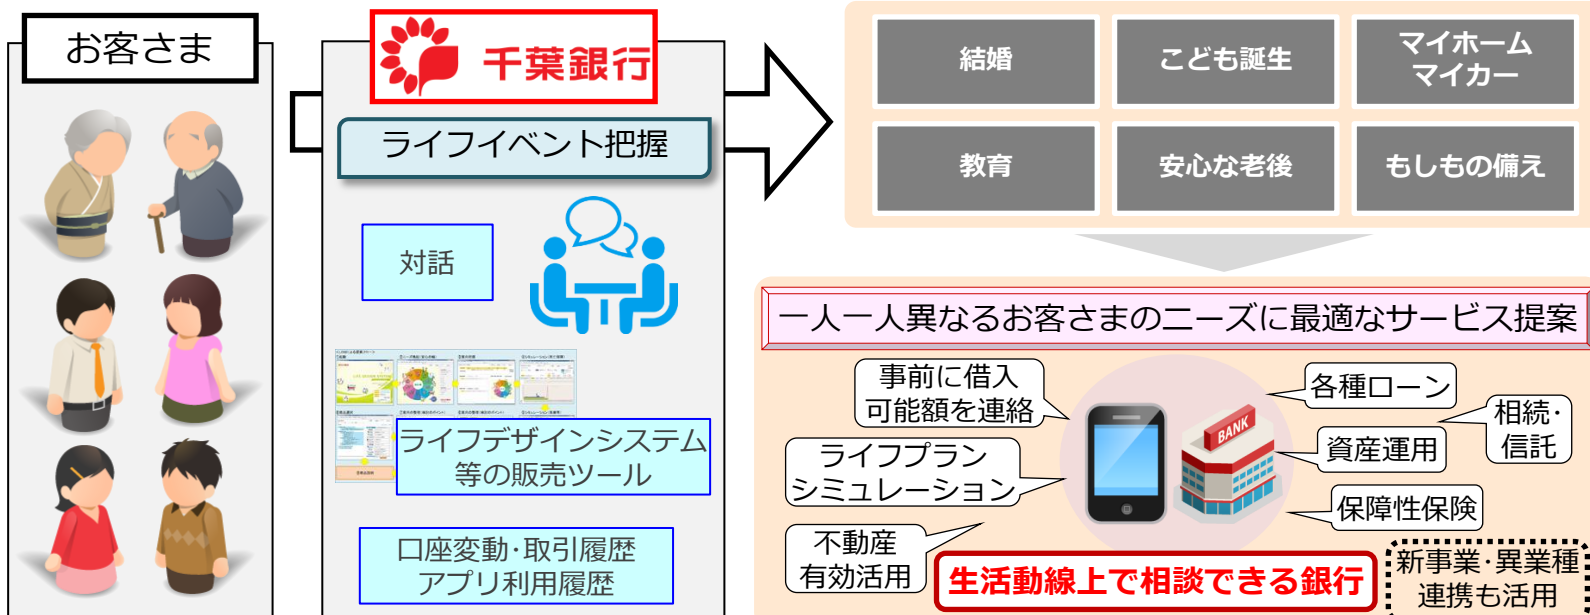 お客さま
千葉銀行
ライフイベント把握
対話
ライフデザインシステム
等の販売ツール
口座変動・取引履歴
アプリ利用履歴
結婚
こども誕生
マイホーム
マイカー
教育
安心な老後
もしもの備え
一人一人異なるお客さまのニーズに最適なサービス提案
事前に借入
可能額を連絡
ライフプラン
シミュレーション
不動産
有効活用
BANK
各種ローン
相続・
信託
資産運用
保障性保険
生活動線上で相談できる銀行
新事業・異業種
連携も活用